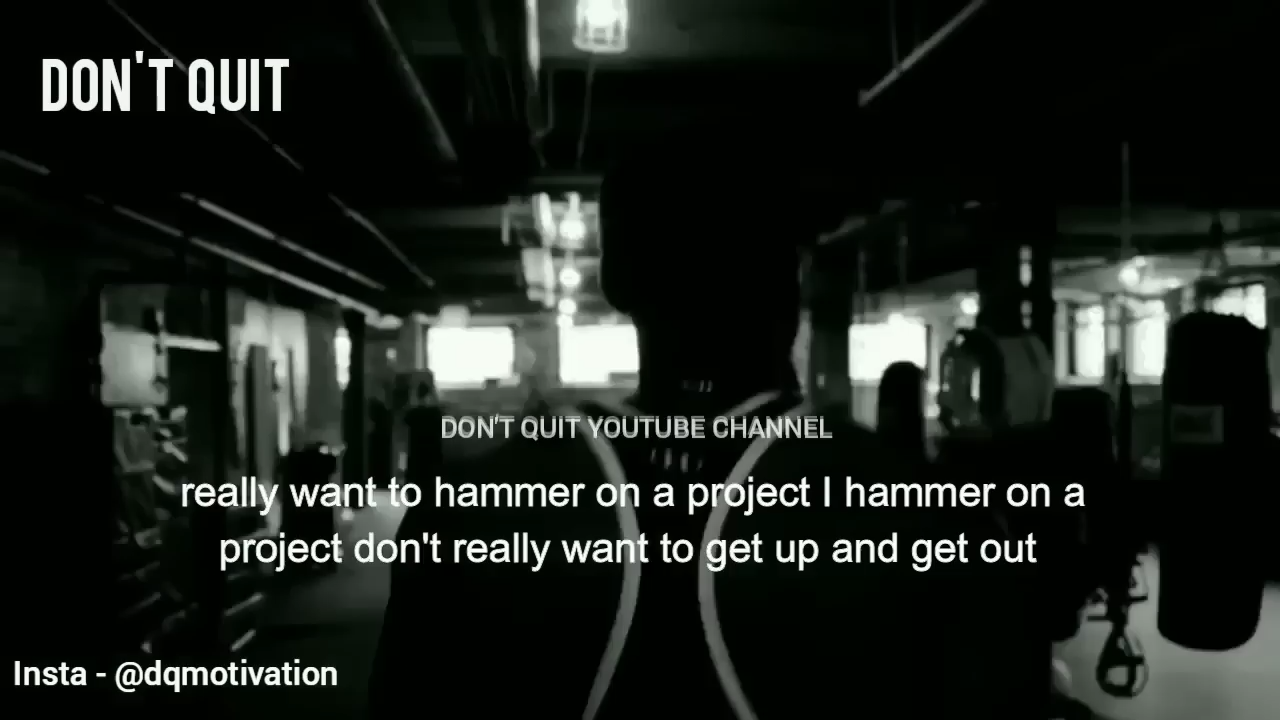 DON'T QUIT
DON'T QUIT YOUTUBE CHANNEL
really want to hammer on a project I hammer on a
project don't really want to get up and get out
Insta - @dqmotivation